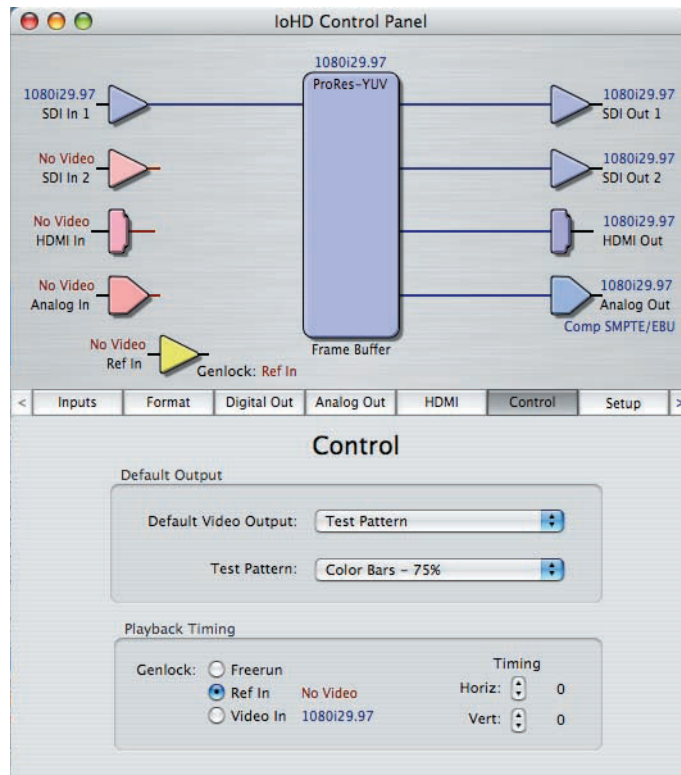 IoHD Control Panel
1080i29.97
ProRes-YUV
1080i29.97
SDI In 1
1080i29.97
SDI Out 1
No Video
SDI In 2
1080i29.97
SDI Out 2
No Video
HDMI In
1080i29.97
HDMI Out
No Video
Analog In
1080i29.97
Analog Out
Comp SMPTE/EBU
No Video
Ref In
Genlock: Ref In
Frame Buffer
< Inputs Format Digital Out Analog Out HDMI Control Setup >
Control
Default Output
Default Video Output: Test Pattern
Test Pattern: Color Bars - 75%
Playback Timing
Genlock: Freerun
Timing
Ref In No Video
Horiz: 0
Video In 1080i29.97
Vert: 0